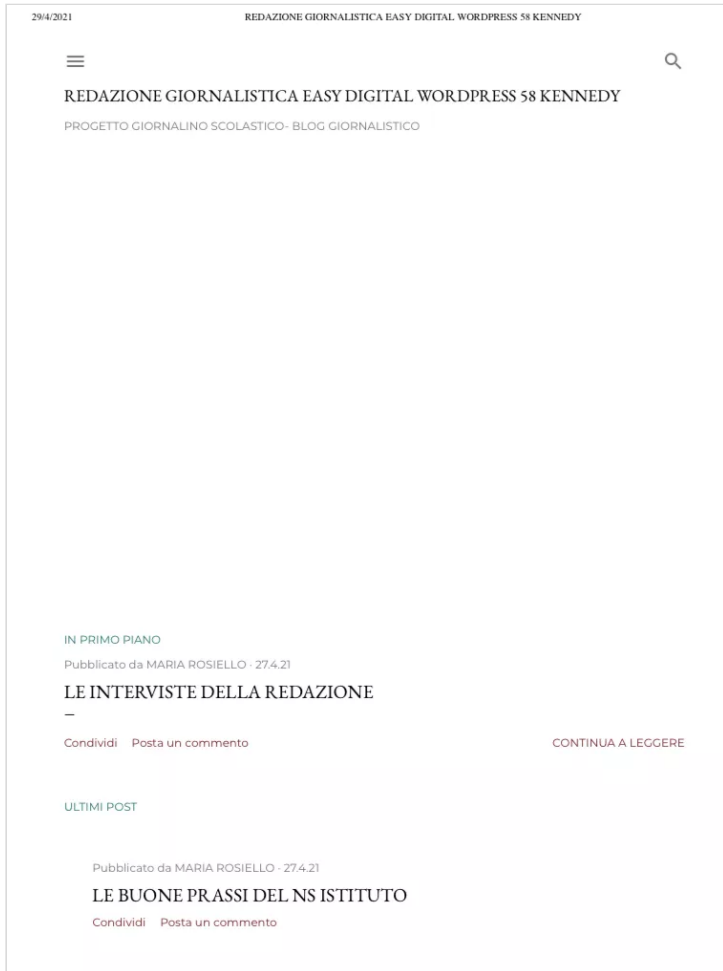 29/4/2021 REDAZIONE GIORNALISTICA EASY DIGITAL WORDPRESS 58 KENNEDY
REDAZIONE GIORNALISTICA EASY DIGITAL WORDPRESS 58 KENNEDY
PROGETTO GIORNALINO SCOLASTICO- BLOG GIORNALISTICO
IN PRIMO PIANO
Pubblicato da MARIA ROSIELLO · 27.4.21
LE INTERVISTE DELLA REDAZIONE
–
Condividi Posta un commento CONTINUA A LEGGERE
ULTIMI POST
Pubblicato da MARIA ROSIELLO · 27.4.21
LE BUONE PRASSI DEL NS ISTITUTO
Condividi Posta un commento